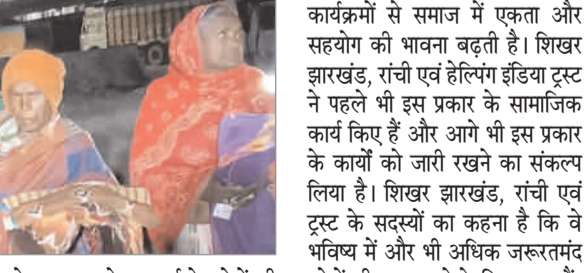 कार्यक्रमों से समाज में एकता और
सहयोग की भावना बढ़ती है। शिखर
झारखंड, रांची एवं हेल्पिंग इंडिया ट्रस्ट
ने पहले भी इस प्रकार के सामाजिक
कार्य किए हैं और आगे भी इस प्रकार
के कार्यों को जारी रखने का संकल्प
लिया है। शिखर झारखंड, रांची एवं
ट्रस्ट के सदस्यों का कहना है कि वे
भविष्य में और भी अधिक जरूरतमंद